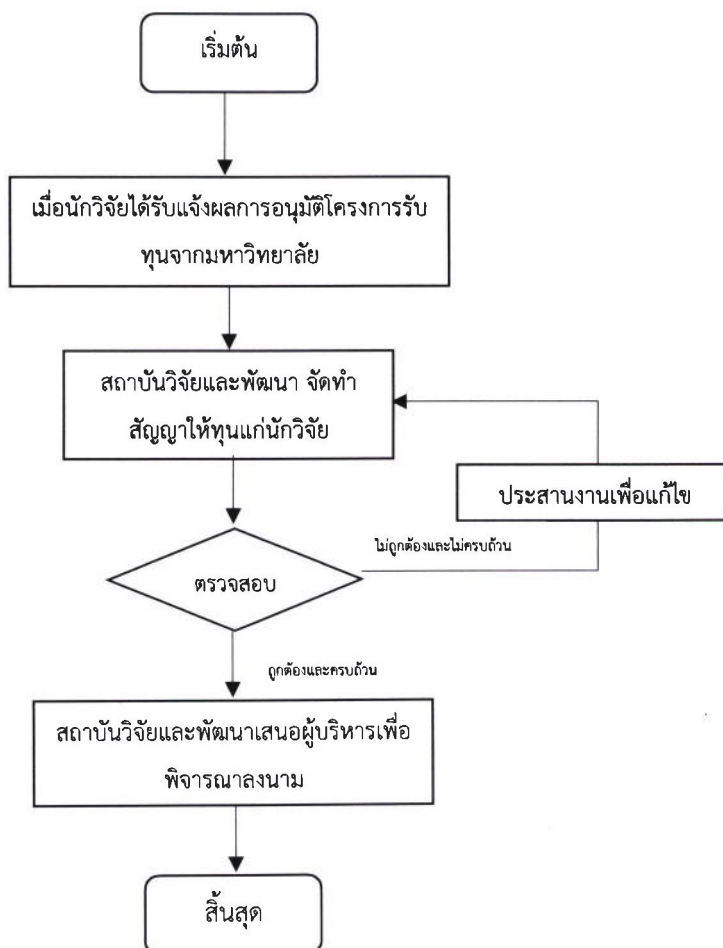 เริ่มต้น
เมื่อนักวิจัยได้รับแจ้งผลการอนุมัติโครงการรับ
ทุนจากมหาวิทยาลัย
สถาบันวิจัยและพัฒนา จัดทำ
สัญญาให้ทุนแก่นักวิจัย
ประสานงานเพื่อแก้ไข
ไม่ถูกต้องและไม่ครบถ้วน
ตรวจสอบ
ถูกต้องและครบถ้วน
สถาบันวิจัยและพัฒนาเสนอผู้บริหารเพื่อ
พิจารณาลงนาม
สิ้นสุด